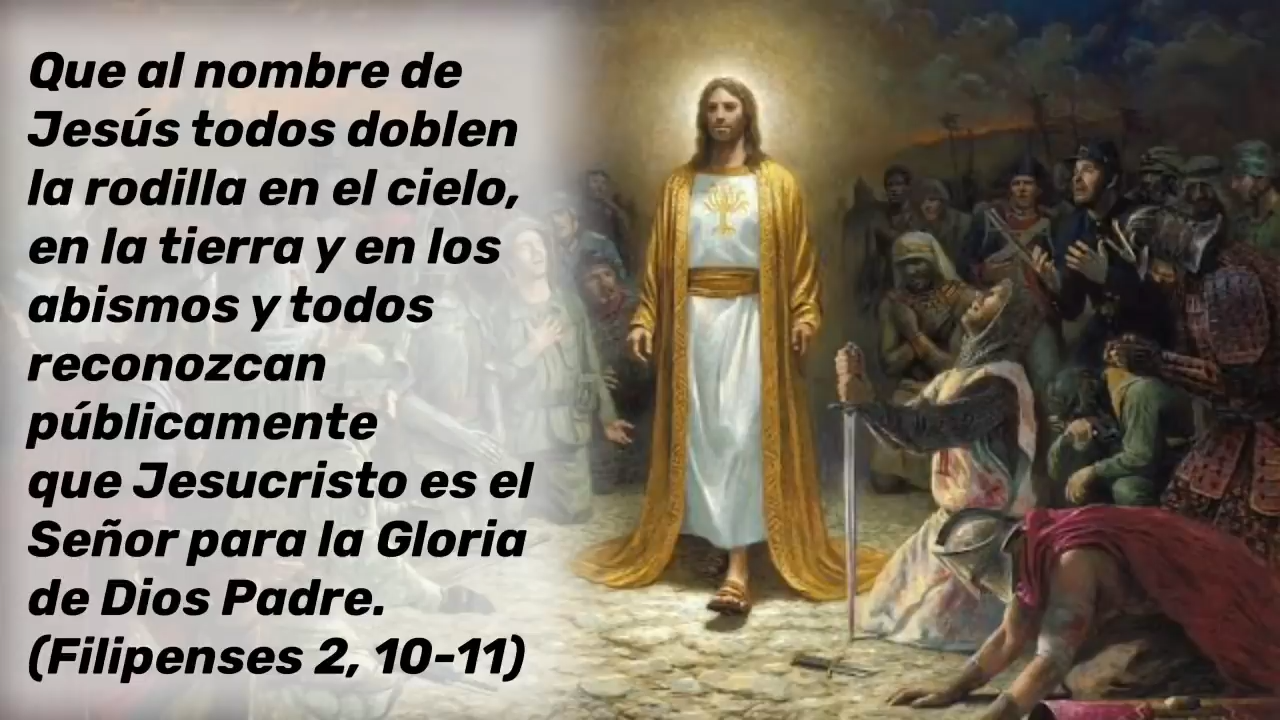 Que al nombre de
Jesús todos doblen
la rodilla en el cielo,
en la tierra y en los
abismos y todos
reconozcan
públicamente
que Jesucristo es el
Señor para la Gloria
de Dios Padre.
(Filipenses 2, 10-11)